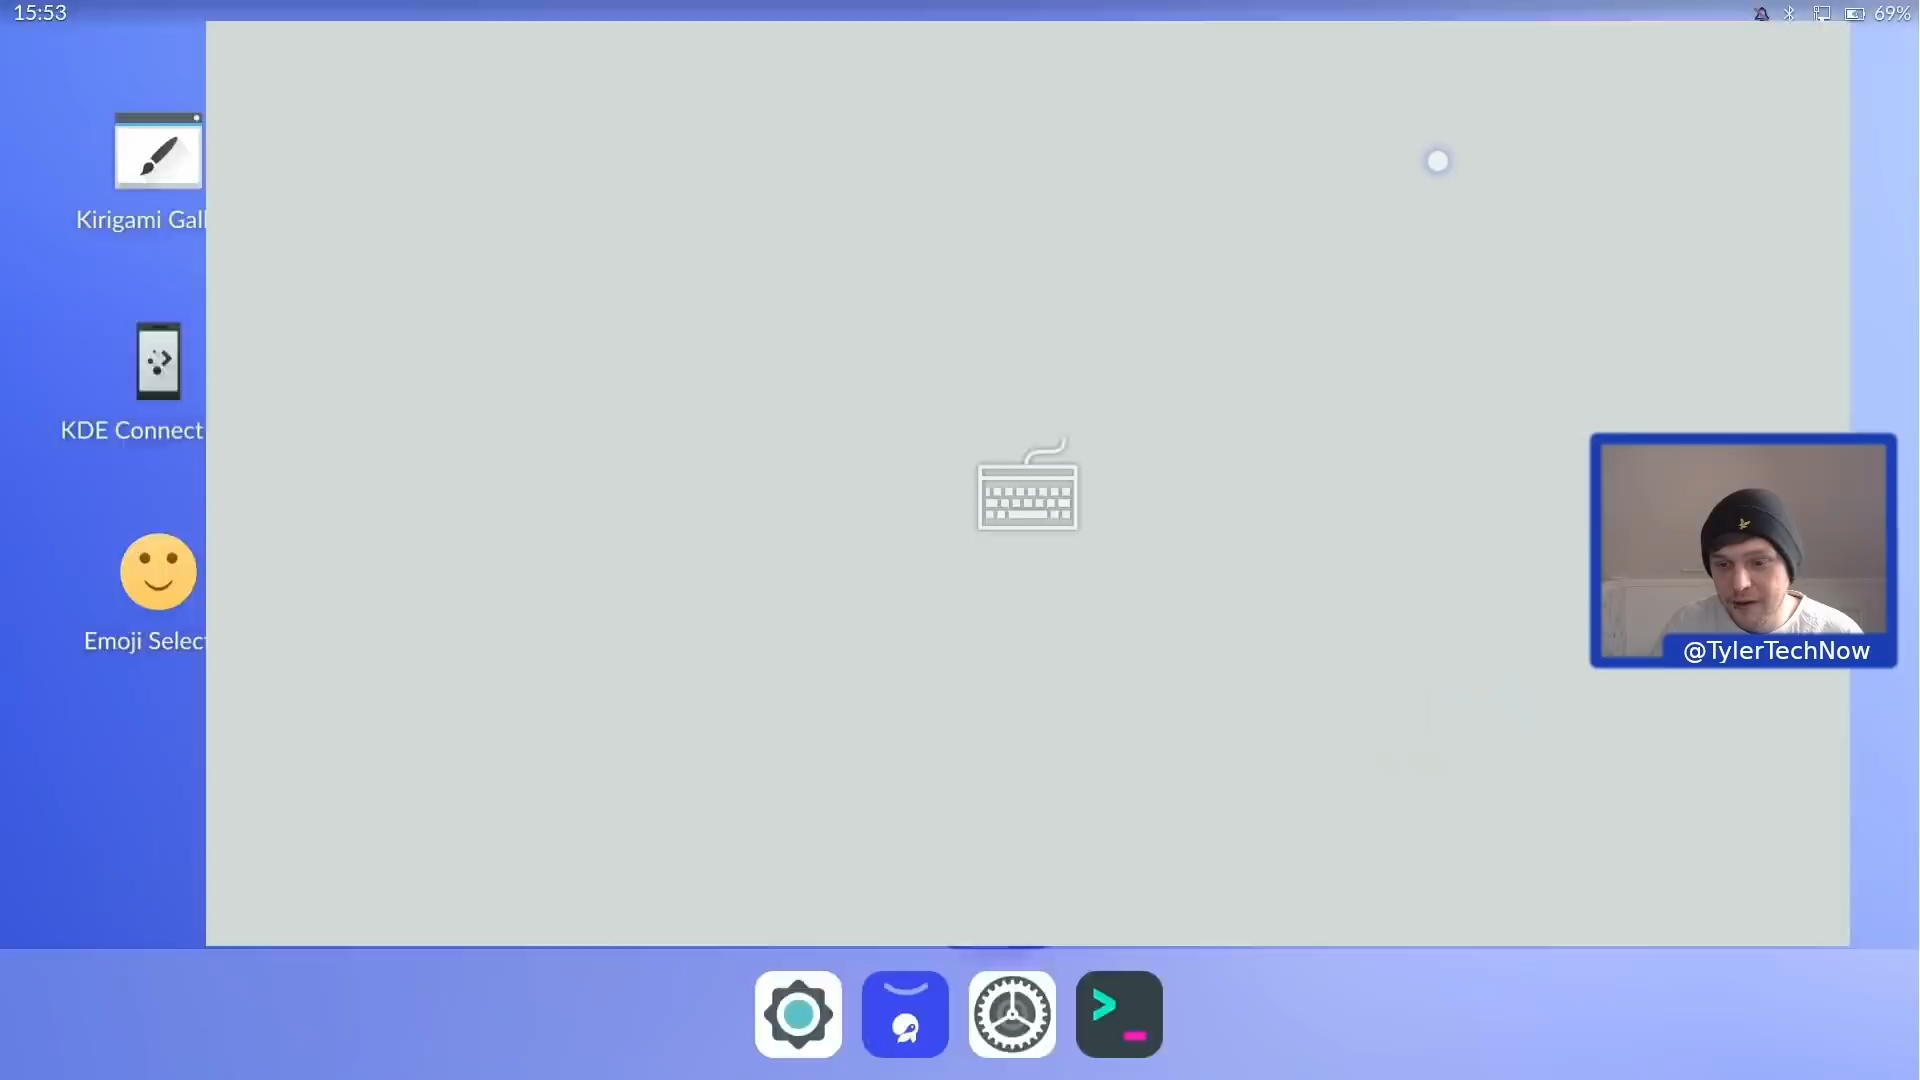 15:53
69%
Kirigami Gall
KDE Connect
Emoji Selec
@TylerTechNow